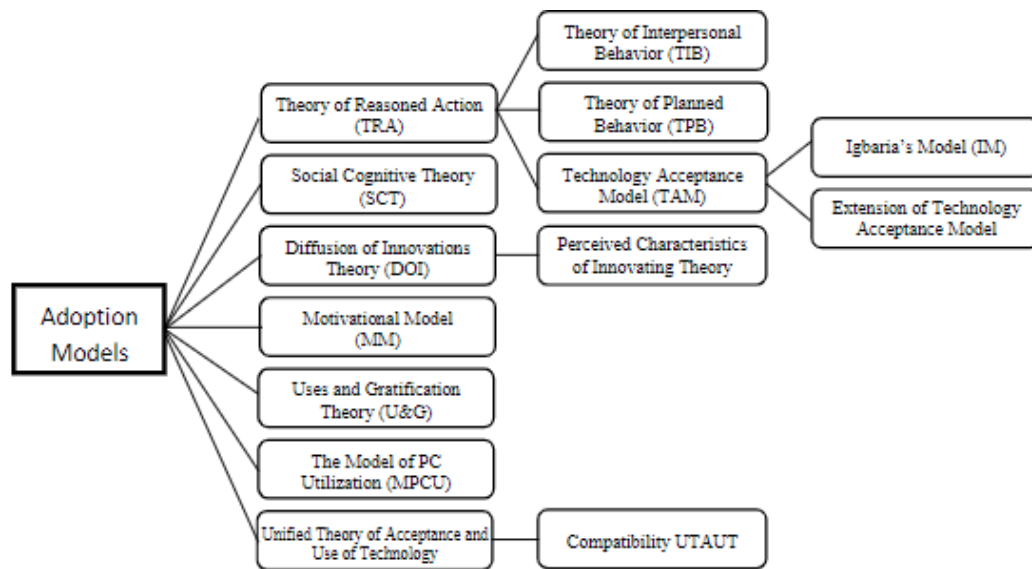 Adoption
Models
Theory of Reasoned Action
(TRA)
Social Cognitive Theory
(SCT)
Diffusion of Innovations
Theory (DOI)
Motivational Model
(MM)
Uses and Gratification
Theory (U&G)
The Model of PC
Utilization (MPCU)
Unified Theory of Acceptance and
Use of Technology
Theory of Interpersonal
Behavior (TIB)
Theory of Planned
Behavior (TPB)
Technology Acceptance
Model (TAM)
Perceived Characteristics
of Innovating Theory
Compatibility UTAUT
Igbaria's Model (IM)
Extension of Technology
Acceptance Model